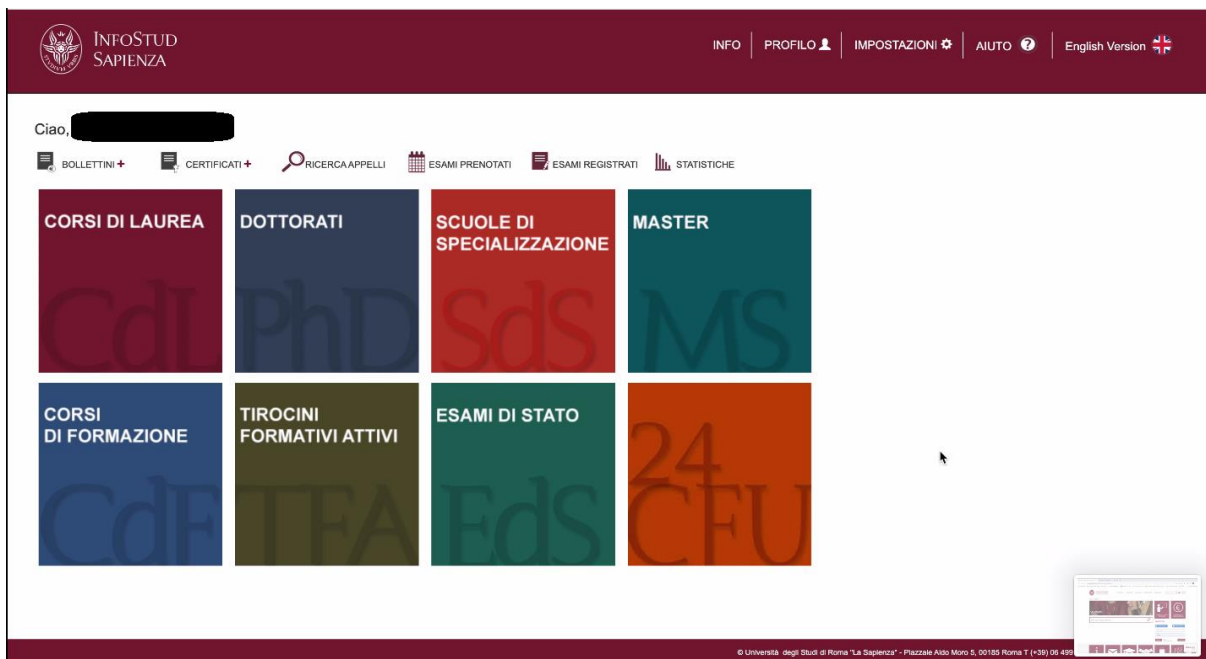 INFOSTUD
SAPIENZA
INFO
PROFILO
IMPOSTAZIONI
AIUTO ?
English Version
Ciao,
BOLLETTINI +
CERTIFICATI +
RICERCA APPELLI
ESAMI PRENOTATI
ESAMI REGISTRATI
STATISTICHE
CORSI DI LAUREA
CdL
DOTTORATI
PhD
SCUOLE DI
SPECIALIZZAZIONE
SdS
MASTER
MS
CORSI
DI FORMAZIONE
CdF
TIROCINI
FORMATIVI ATTIVI
TFA
ESAMI DI STATO
EdS
24
CFU
© Università degli Studi di Roma "La Sapienza" - Piazzale Aldo Moro 5, 00185 Roma T (+39) 06 499